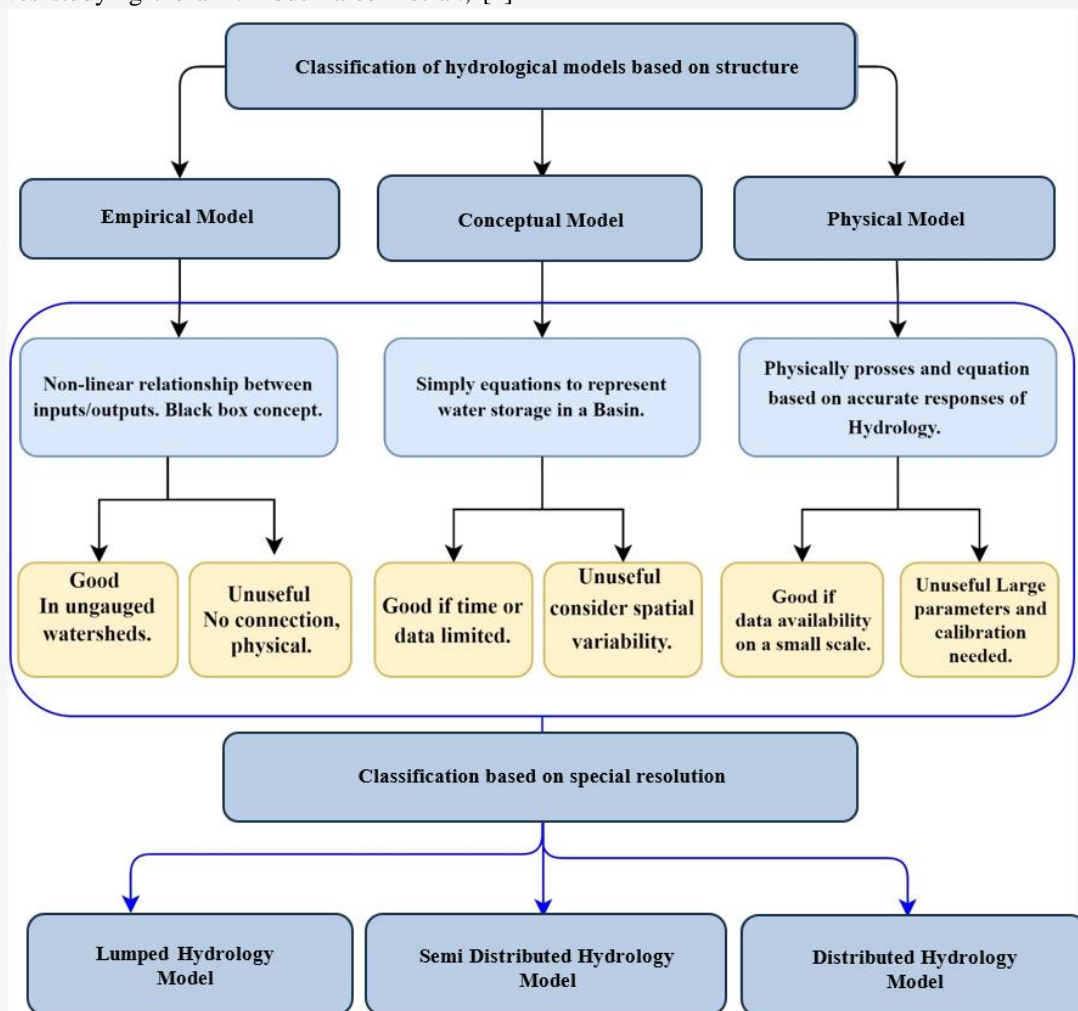 Classification of hydrological models based on structure
Empirical Model
Conceptual Model
Physical Model
Non-linear relationship between
inputs/outputs. Black box concept.
Simply equations to represent
water storage in a Basin.
Physically prosses and equation
based on accurate responses of
Hydrology.
Good
In ungauged
watersheds.
Unuseful
No connection,
physical.
Good if time or
data limited.
Unuseful
consider spatial
variability.
Good if
data availability
on a small scale.
Unuseful Large
parameters and
calibration
needed.
Classification based on special resolution
Lumped Hydrology
Model
Semi Distributed Hydrology
Model
Distributed Hydrology
Model